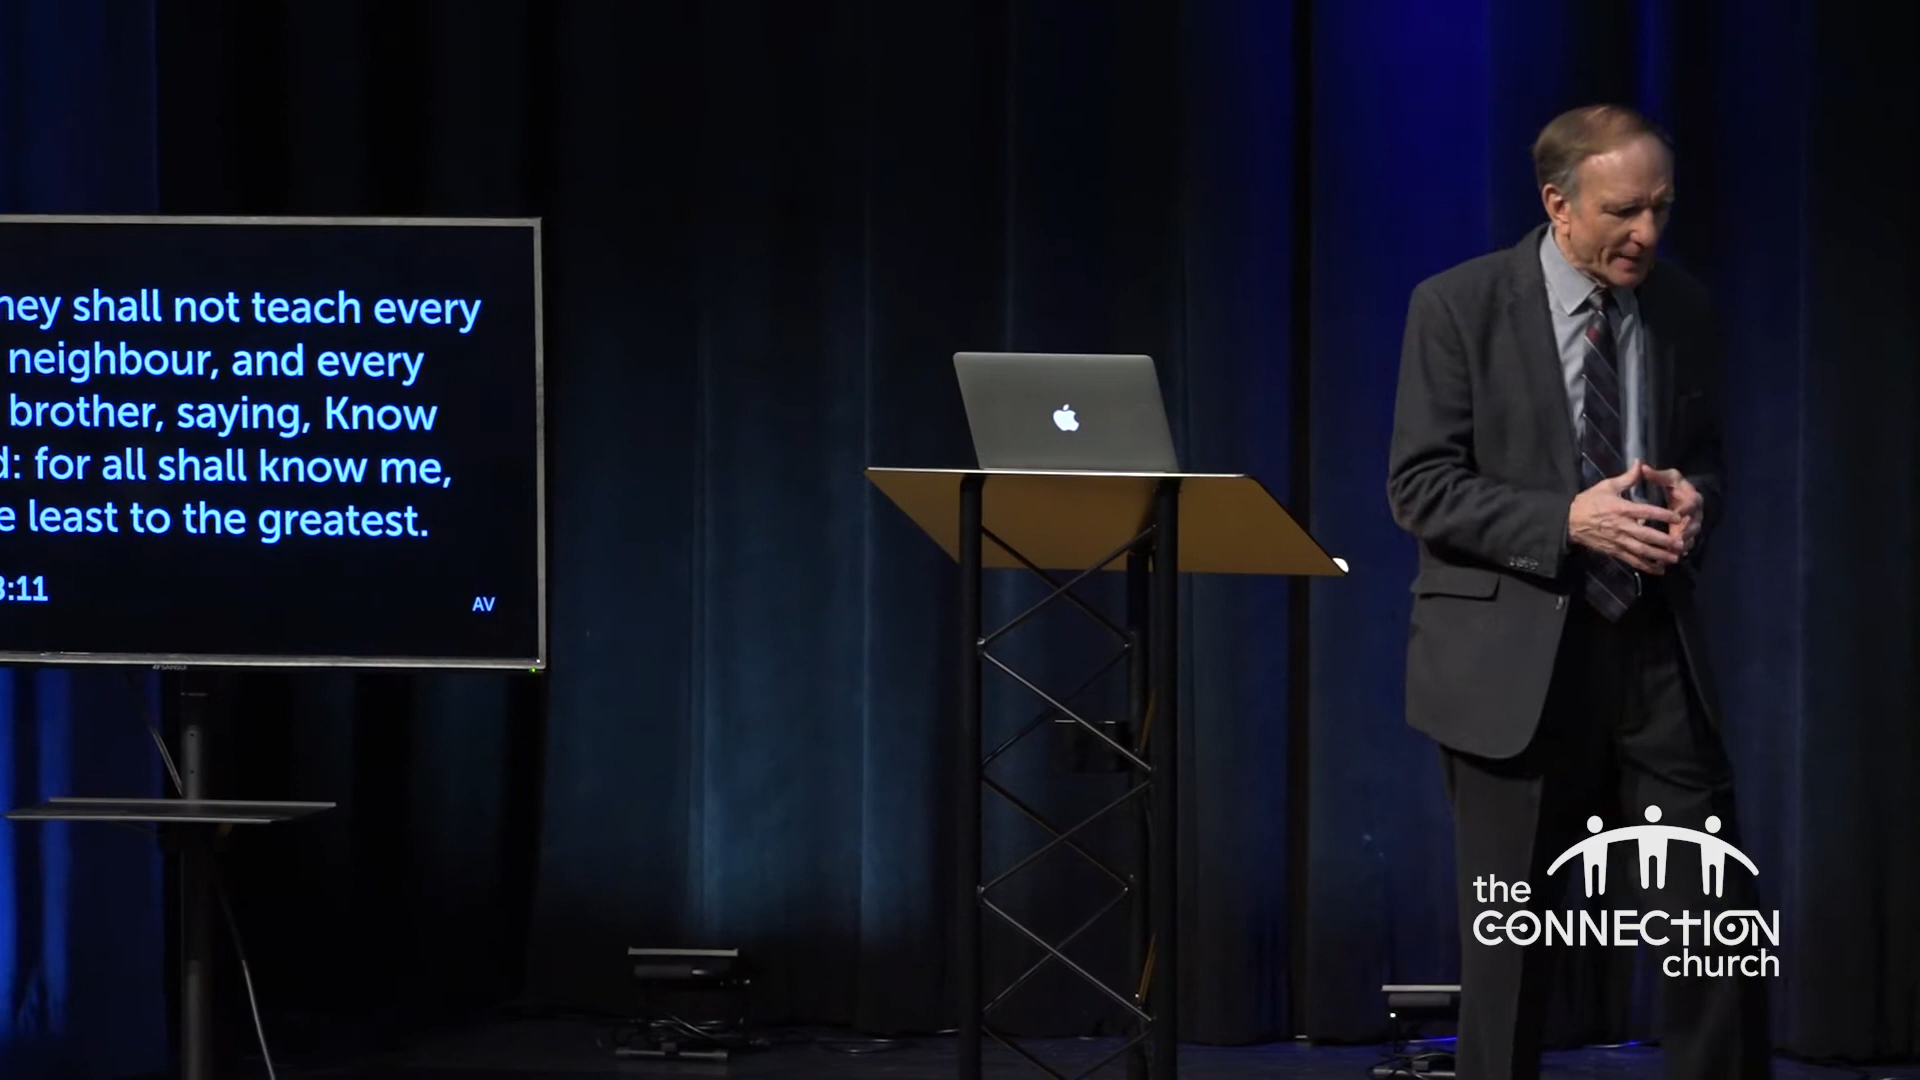 hey shall not teach every
neighbour, and every
brother, saying, Know
d: for all shall know me,
e least to the greatest.
3:11
AV
the
CONNECTION
church